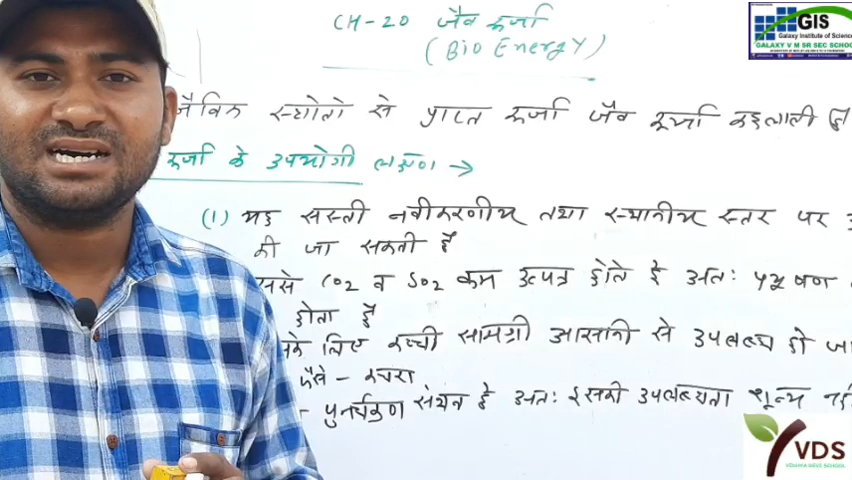 CH-20 जैव ऊर्जा
(Bio Energy)
GIS
Galaxy Institute of Science
GALAXY V M SR SEC SCHOOL
जैविक स्त्रोतो से प्राप्त ऊर्जा जैव ऊर्जा कहलाती है
ऊर्जा के उपयोगी लक्षण →
(1) यह सस्ती नवीकरणीय तथा स्थानीय स्तर पर
की जा सकती है
CO2 व SO2 कम उत्पन्न होते है अतः प्रदूषण
होता है
के लिए कच्ची सामग्री आसानी से उपलब्ध हो जा
जैसे - कचरा
- पुनर्चक्रण संभव है अतः इसकी उपलब्धता शून्य नही
VDS